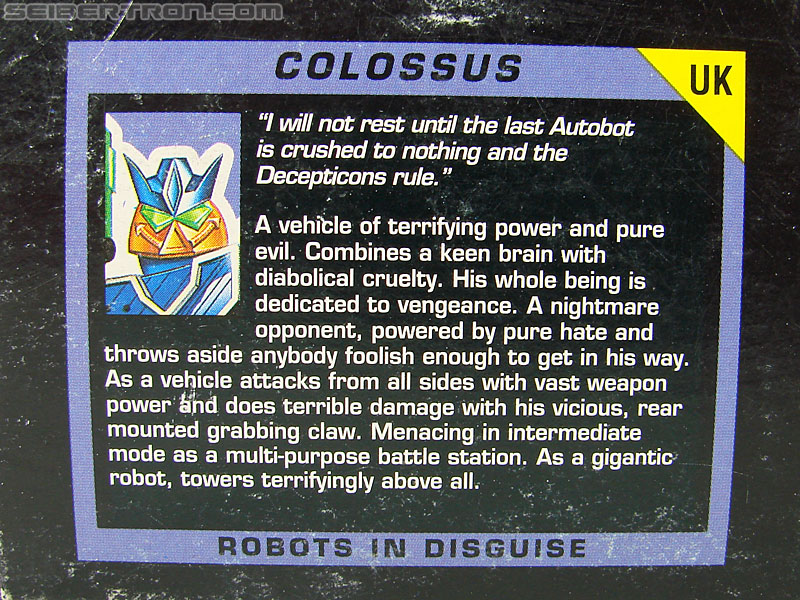 SEIBERTRON.COM
COLOSSUS
UK
"I will not rest until the last Autobot
is crushed to nothing and the
Decepticons rule."
A vehicle of terrifying power and pure
evil. Combines a keen brain with
diabolical cruelty. His whole being is
dedicated to vengeance. A nightmare
opponent, powered by pure hate and
throws aside anybody foolish enough to get in his way.
As a vehicle attacks from all sides with vast weapon
power and does terrible damage with his vicious, rear
mounted grabbing claw. Menacing in intermediate
mode as a multi-purpose battle station. As a gigantic
robot, towers terrifyingly above all.
ROBOTS IN DISGUISE